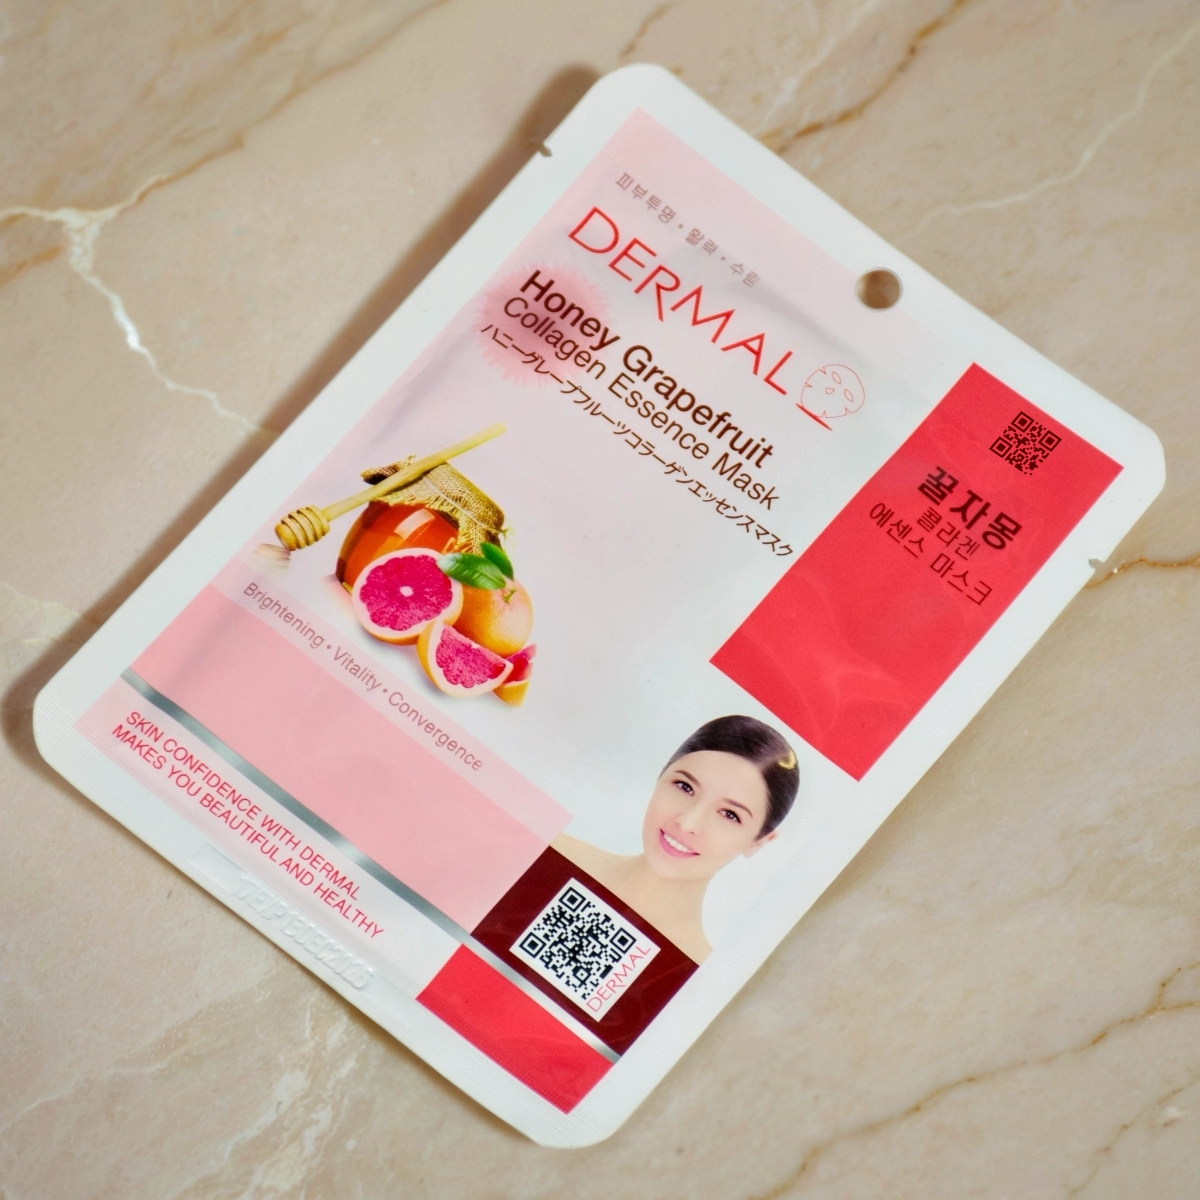 피부투명 · 활력 · 수렴
DERMAL
Honey Grapefruit
Collagen Essence Mask
ハニーグレープフルーツコラーゲンエッセンスマスク
꿀자몽
콜라겐
에센스 마스크
Brightening · Vitality · Convergence
SKIN CONFIDENCE WITH DERMAL
MAKES YOU BEAUTIFUL AND HEALTHY
DERMAL